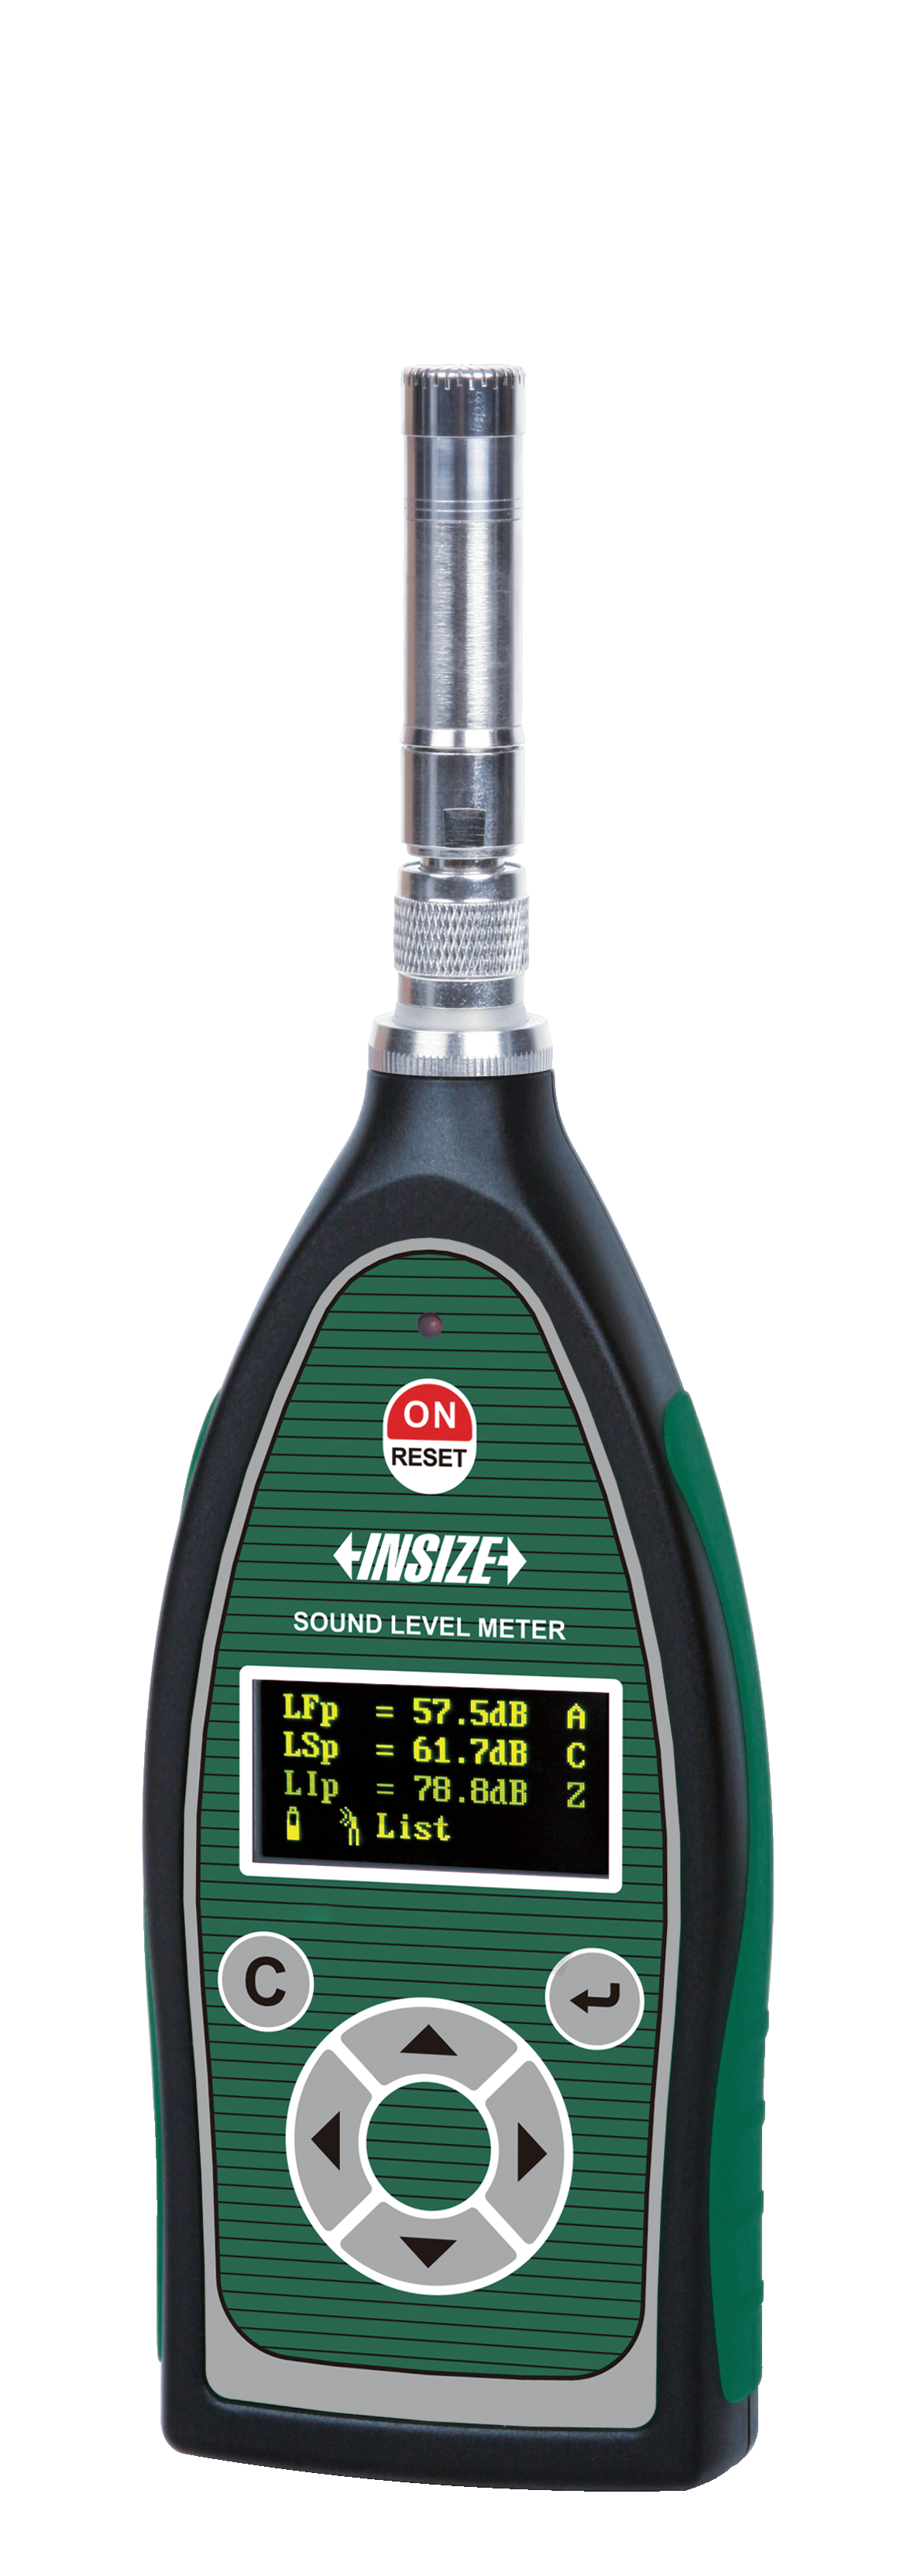 ON
RESET
INSIZE
SOUND LEVEL METER
LFp = 57.5dB A
LSp = 61.7dB C
LIp = 78.8dB Z
List
C